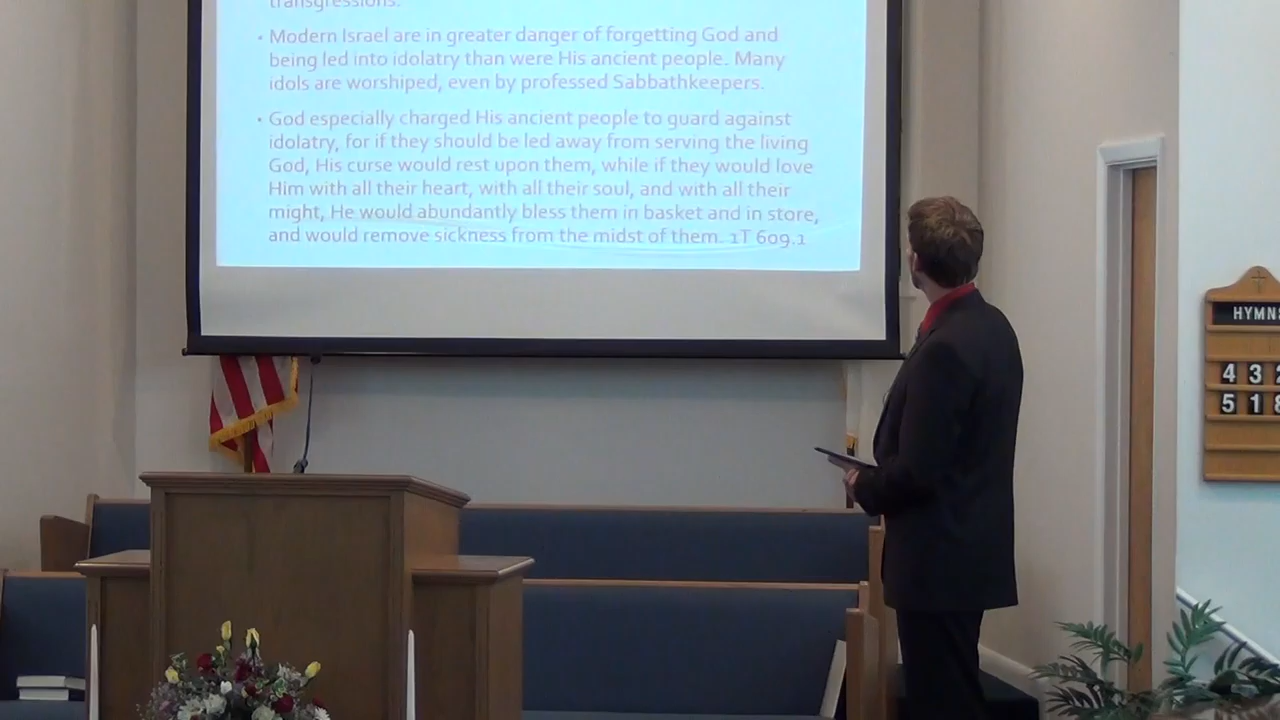 transgressions.
• Modern Israel are in greater danger of forgetting God and
being led into idolatry than were His ancient people. Many
idols are worshiped, even by professed Sabbathkeepers.
• God especially charged His ancient people to guard against
idolatry, for if they should be led away from serving the living
God, His curse would rest upon them, while if they would love
Him with all their heart, with all their soul, and with all their
might, He would abundantly bless them in basket and in store,
and would remove sickness from the midst of them. 1T 609.1
HYMNS
432
518